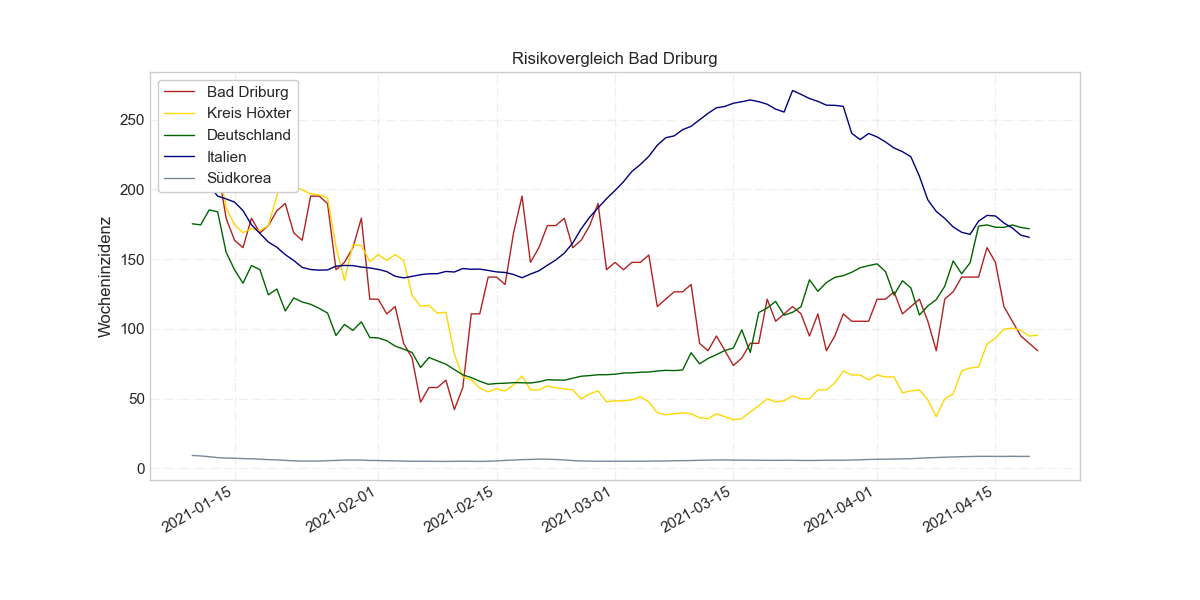 Risikovergleich Bad Driburg
Bad Driburg
Kreis Höxter
Deutschland
Italien
Südkorea
Wocheninzidenz
250
200
150
100
50
0
2021-01-15
2021-02-01
2021-02-15
2021-03-01
2021-03-15
2021-04-01
2021-04-15